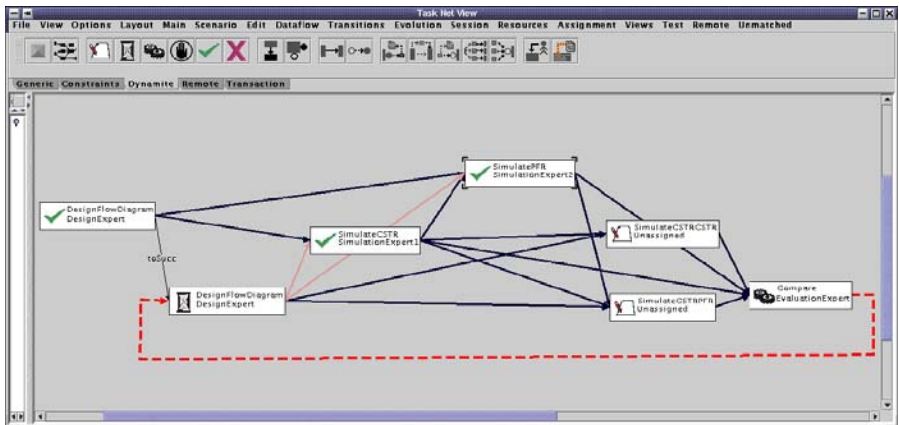 Task Net View
File View Options Layout Main Scenario Edit Dataflow Transitions Evolution Session Resources Assignment Views Test Remote Unmatched
Generic Constraints Dynamite Remote Transaction
SimulatePFR
SimulationExpert2
DesignFlowDiagram
DesignExpert
SimulateCSTR
SimulationExpert1
SimulateCSTRCSTR
Unassigned
toSucc
DesignFlowDiagram
DesignExpert
SimulateCSTRPFR
Unassigned
Compare
EvaluationExpert